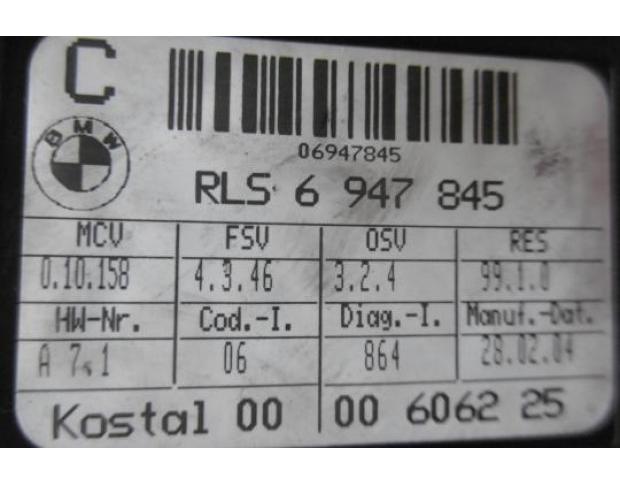 C
BMW
06947845
RLS 6 947 845
MCV FSV OSV RES
0.10.158 4.3.46 3.2.4 99.1.0
HW-Nr. Cod.-I. Diag.-I. Manuf.-Dat.
A 7.1 06 864 28.02.04
Kostal 00 00 6062 25